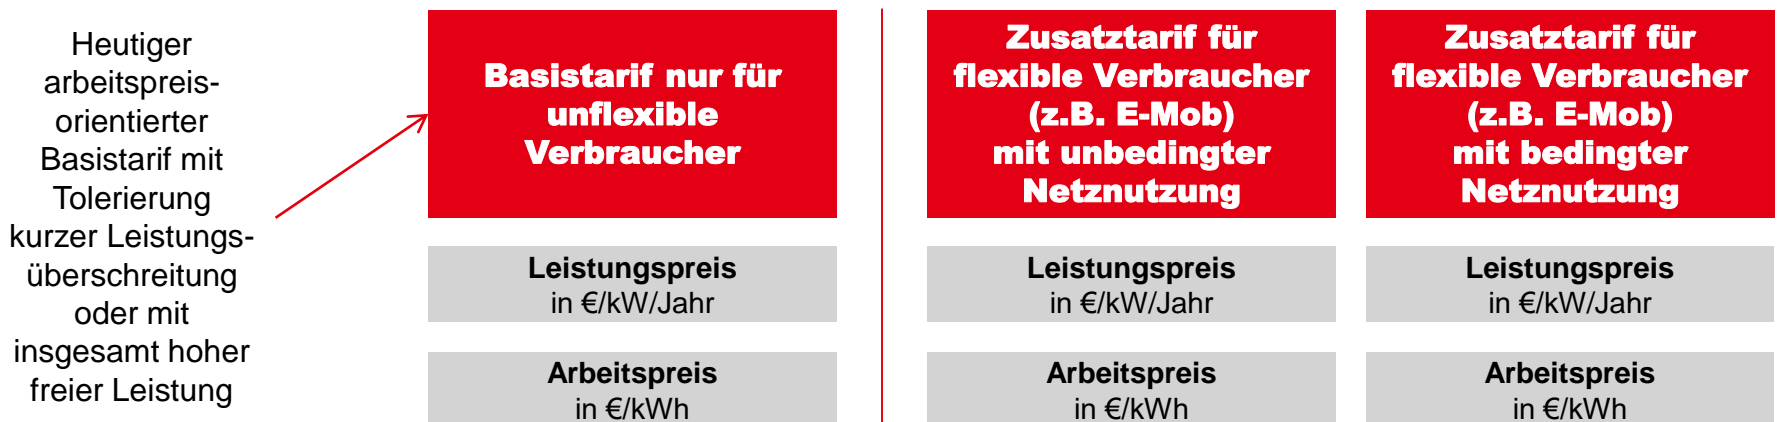 Heutiger
arbeitspreis-
orientierter
Basistarif mit
Tolerierung
kurzer Leistungs-
überschreitung
oder mit
insgesamt hoher
freier Leistung
Basistarif nur für
unflexible
Verbraucher
Leistungspreis
in €/kW/Jahr
Arbeitspreis
in €/kWh
Zusatztarif für
flexible Verbraucher
(z.B. E-Mob)
mit unbedingter
Netznutzung
Leistungspreis
in €/kW/Jahr
Arbeitspreis
in €/kWh
Zusatztarif für
flexible Verbraucher
(z.B. E-Mob)
mit bedingter
Netznutzung
Leistungspreis
in €/kW/Jahr
Arbeitspreis
in €/kWh